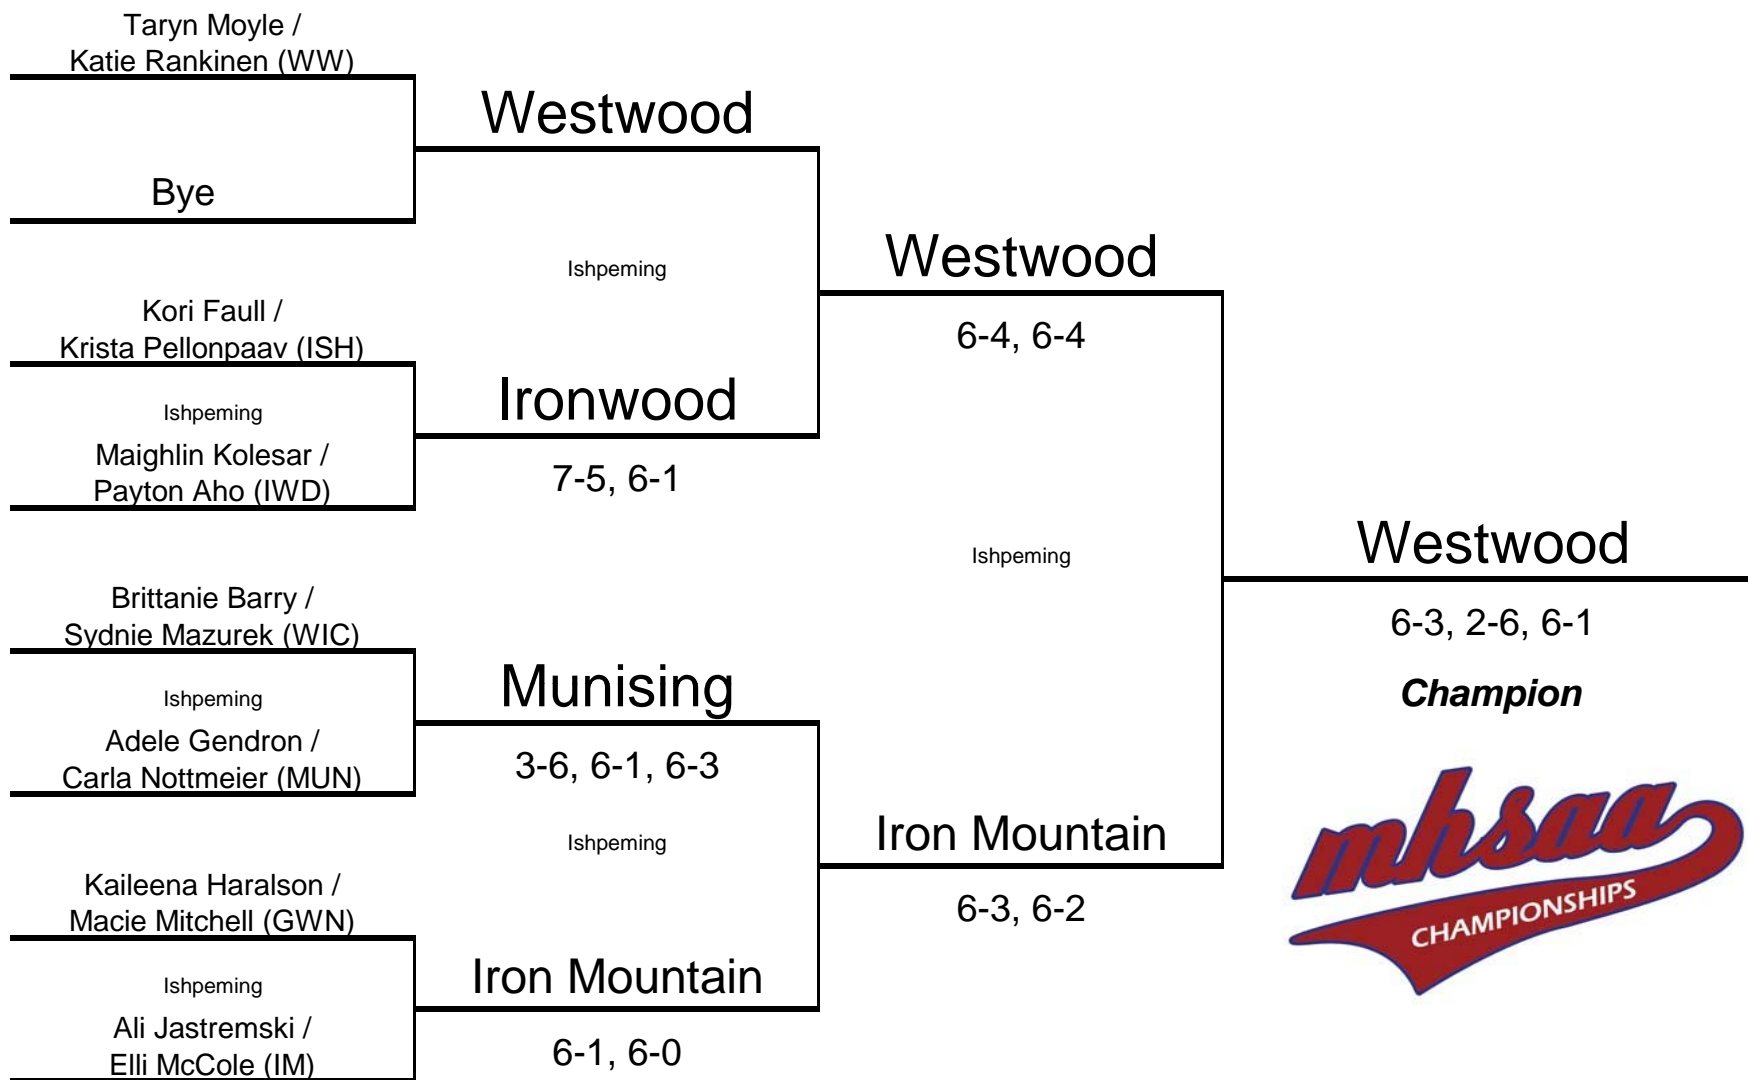 Taryn Moyle /
Katie Rankinen (WW)
Westwood
Bye
Ishpeming
Westwood
6-4, 6-4
Kori Faull /
Krista Pellonpaav (ISH)
Ishpeming
Ironwood
Maighlin Kolesar /
Payton Aho (IWD)
7-5, 6-1
Ishpeming
Westwood
6-3, 2-6, 6-1
Champion
Brittanie Barry /
Sydnie Mazurek (WIC)
Ishpeming
Munising
Adele Gendron /
Carla Nottmeier (MUN)
3-6, 6-1, 6-3
Ishpeming
Iron Mountain
6-3, 6-2
Kaileena Haralson /
Macie Mitchell (GWN)
Ishpeming
Iron Mountain
Ali Jastremski /
Elli McCole (IM)
6-1, 6-0
mhsaa
CHAMPIONSHIPS